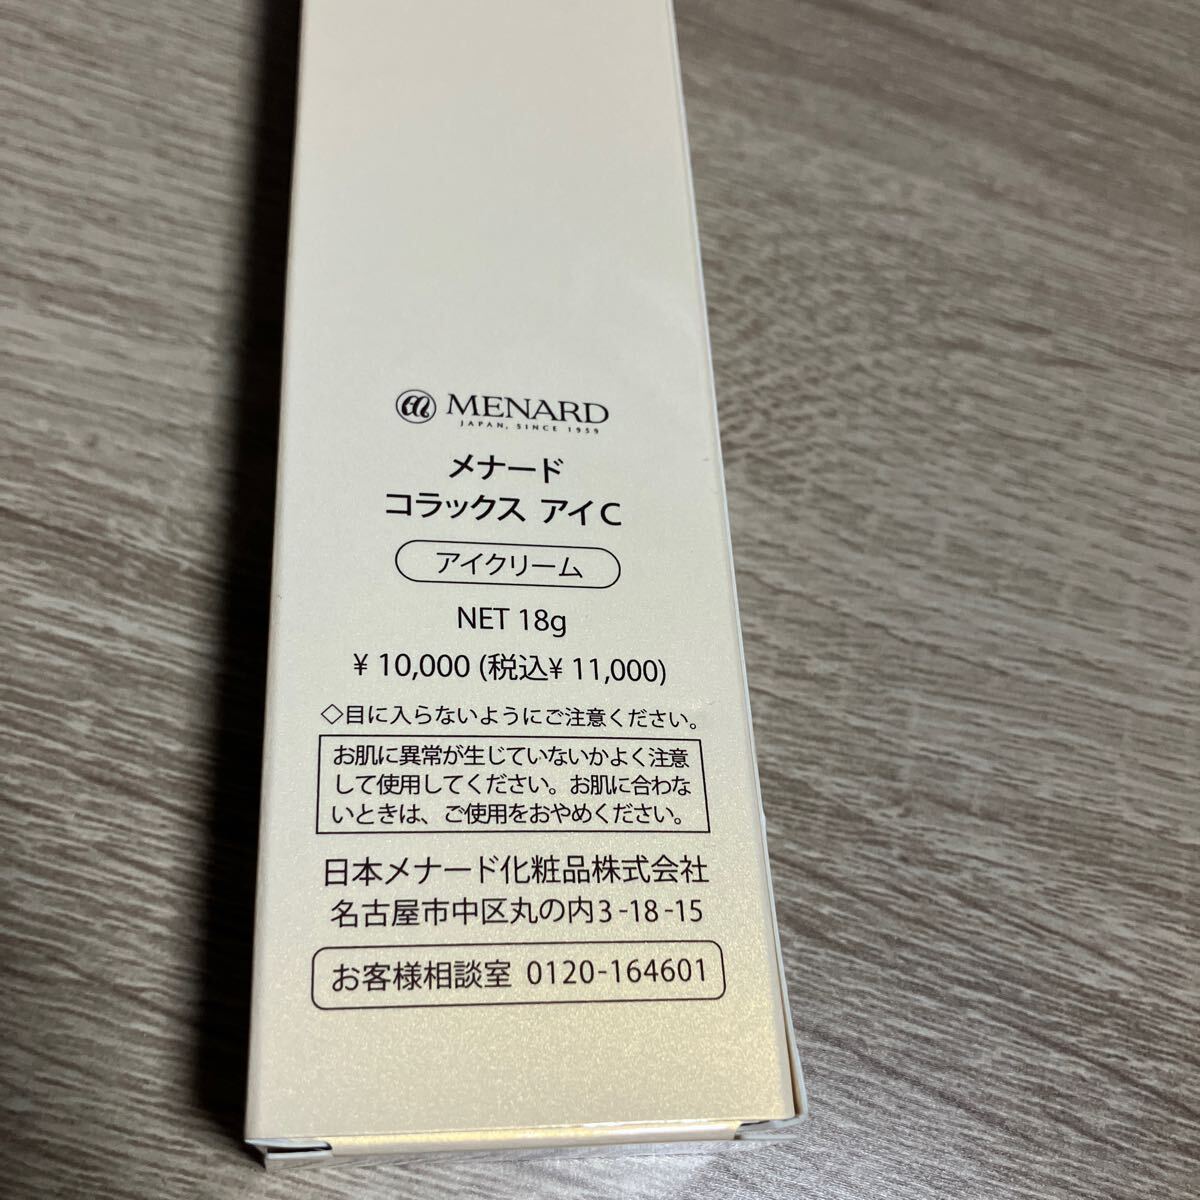 MENARD
JAPAN, SINCE 1959
メナード
コラックス アイC
アイクリーム
NET 18g
¥ 10,000 (税込¥ 11,000)
◇目に入らないようにご注意ください。
お肌に異常が生じていないかよく注意
して使用してください。お肌に合わな
いときは、ご使用をおやめください。
日本メナード化粧品株式会社
名古屋市中区丸の内3-18-15
お客様相談室 0120-164601